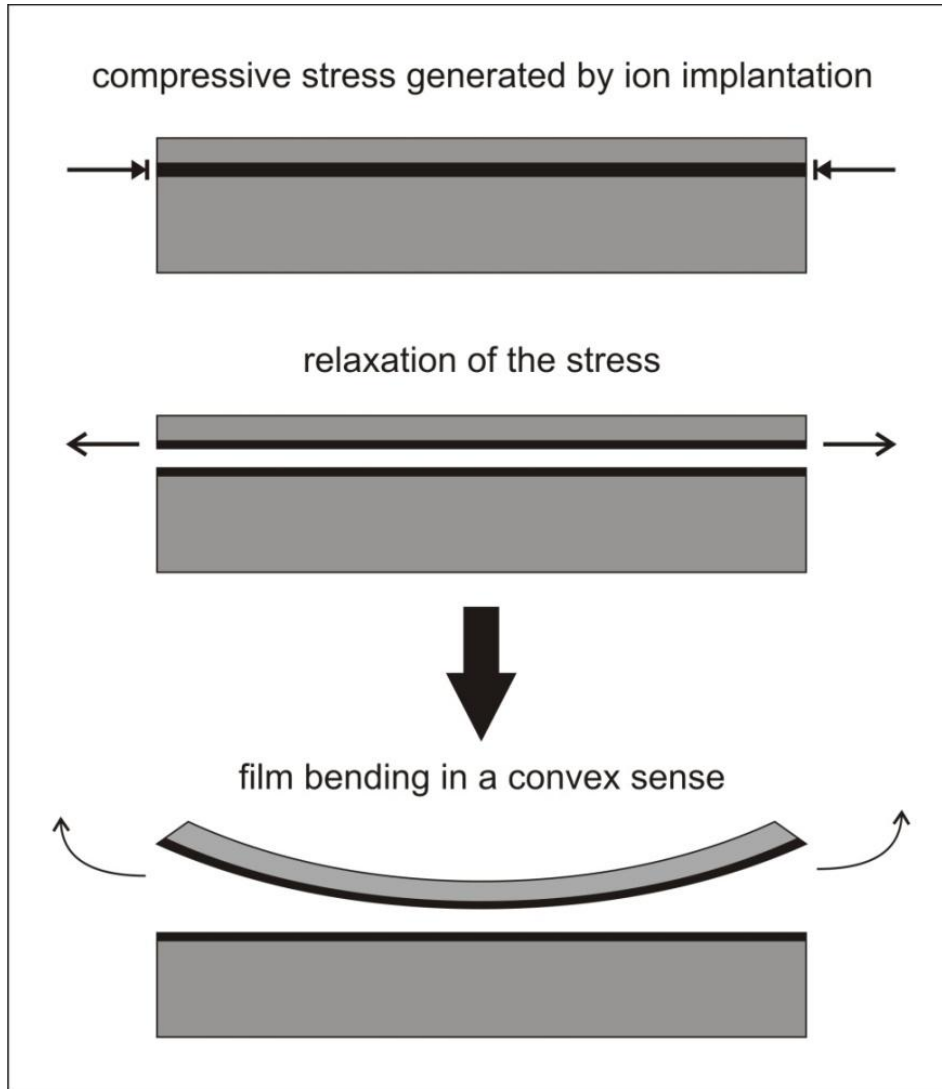 compressive stress generated by ion implantation
relaxation of the stress
film bending in a convex sense